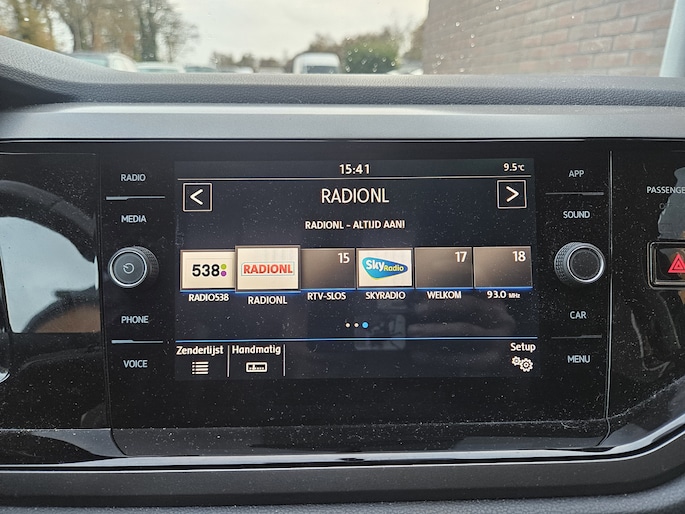 15:41
9.5°C
RADIO
APP
MEDIA
SOUND
PHONE
CAR
VOICE
MENU
PASSENGE
< RADIONL >
RADIONL - ALTIJD AAN!
538
RADIONL
15
Sky Radio
17
18
RADIO538
RADIONL
RTV-SLOS
SKYRADIO
WELKOM
93.0 MHz
Zenderlijst
Handmatig
Setup